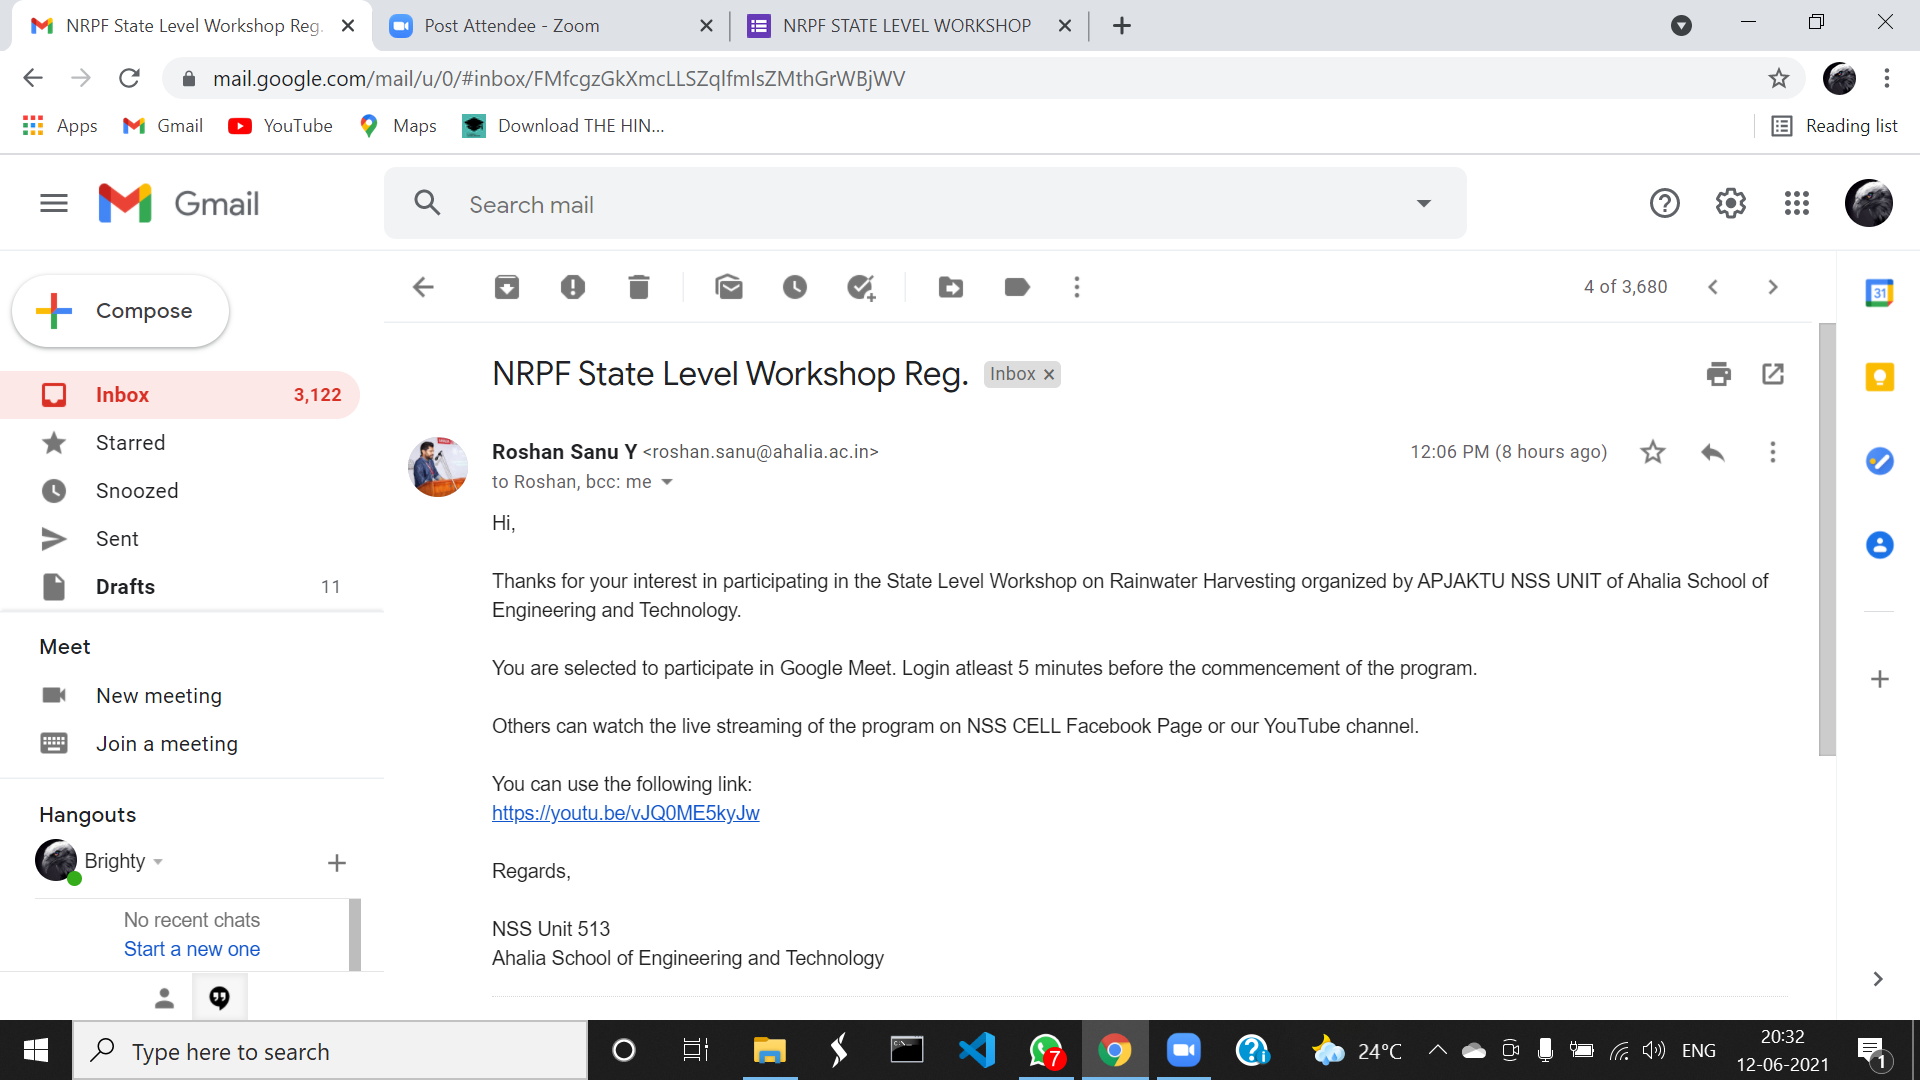 NRPF State Level Workshop Reg.
Post Attendee - Zoom
NRPF STATE LEVEL WORKSHOP
mail.google.com/mail/u/0/#inbox/FMfcgzGkXmcLLSZqlfmlsZMthGrWBjWV
Apps
Gmail
YouTube
Maps
Download THE HIN...
Reading list
Gmail
Search mail
Compose
4 of 3,680
31
Inbox 3,122
Starred
Snoozed
Sent
Drafts 11
Meet
New meeting
Join a meeting
Hangouts
Brighty
No recent chats
Start a new one
NRPF State Level Workshop Reg. Inbox
Roshan Sanu Y <roshan.sanu@ahalia.ac.in> 12:06 PM (8 hours ago)
to Roshan, bcc: me
Hi,
Thanks for your interest in participating in the State Level Workshop on Rainwater Harvesting organized by APJAKTU NSS UNIT of Ahalia School of
Engineering and Technology.
You are selected to participate in Google Meet. Login atleast 5 minutes before the commencement of the program.
Others can watch the live streaming of the program on NSS CELL Facebook Page or our YouTube channel.
You can use the following link:
https://youtu.be/vJQ0ME5kyJw
Regards,
NSS Unit 513
Ahalia School of Engineering and Technology
Type here to search
7
24°C
ENG
20:32
12-06-2021
1